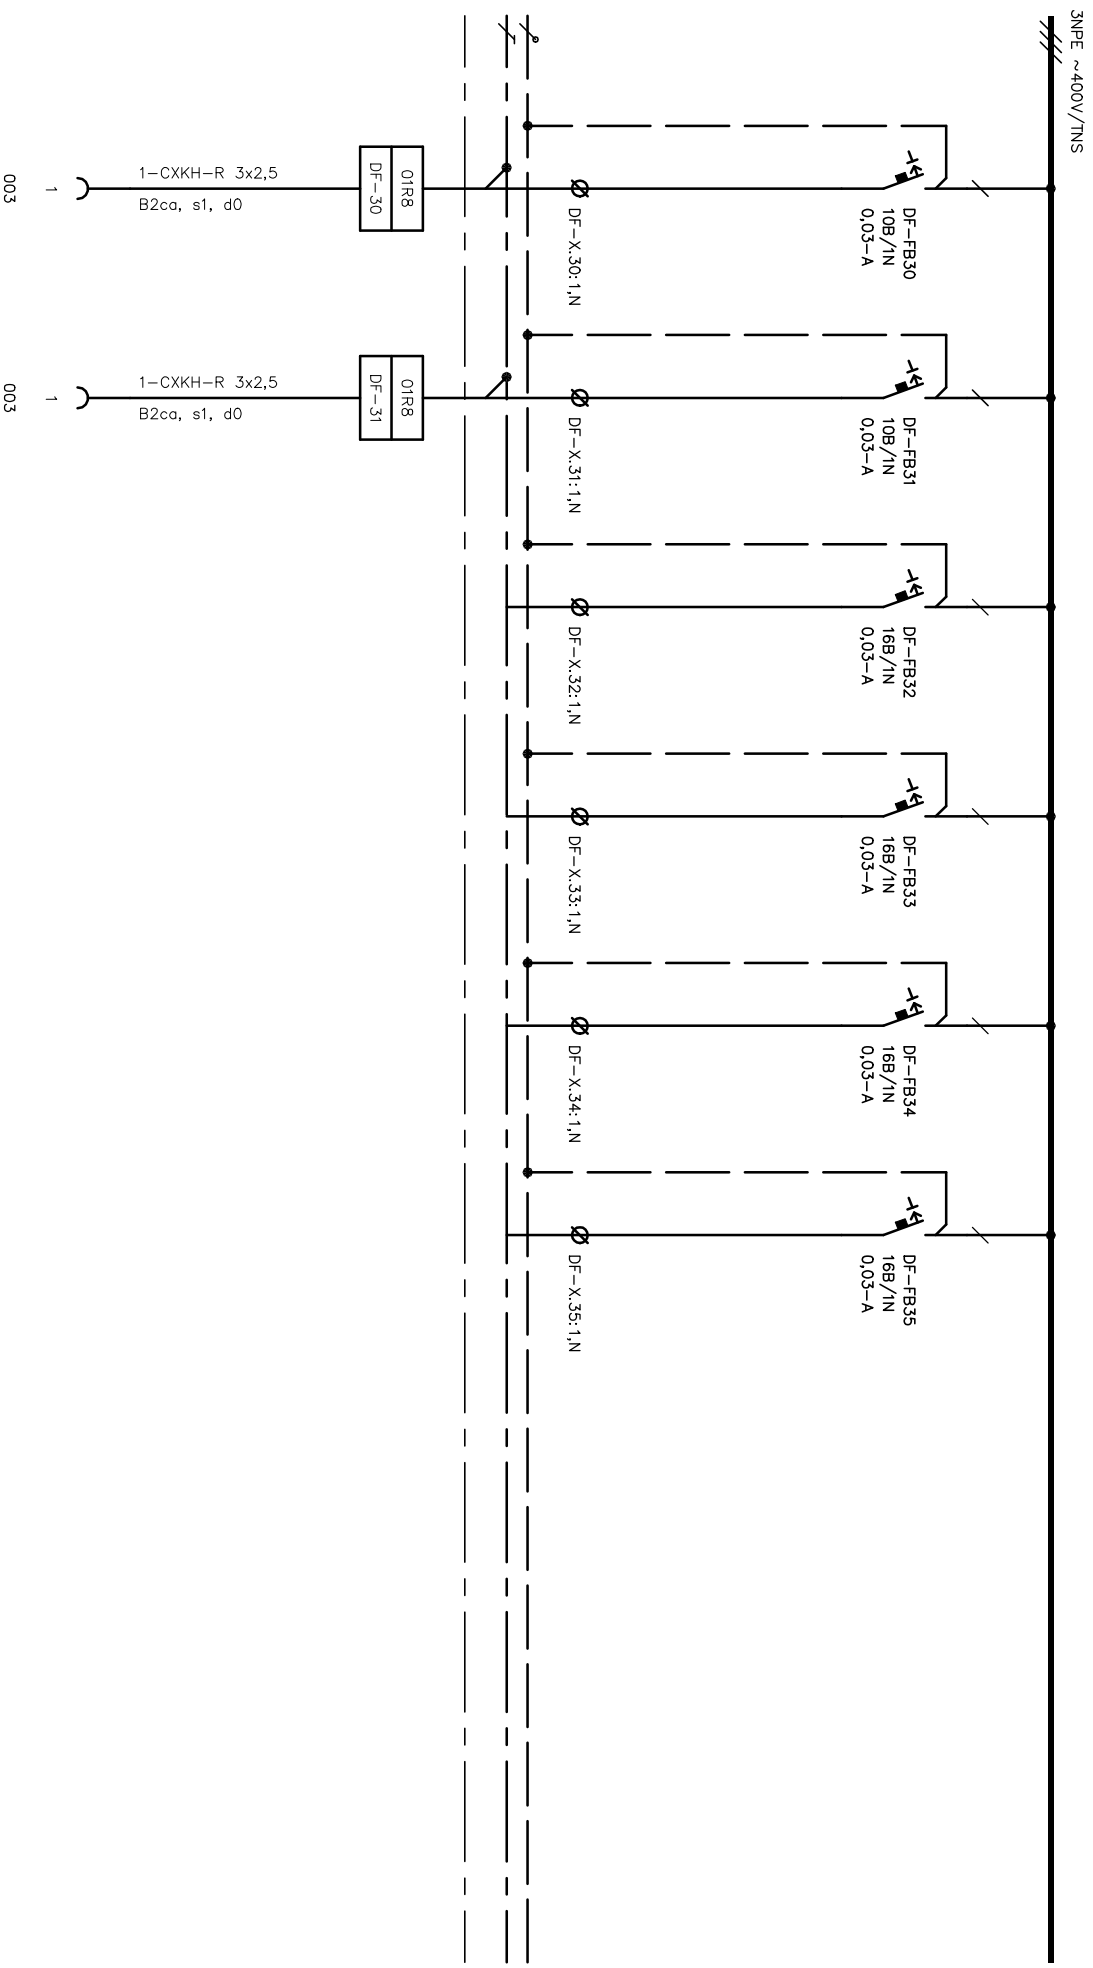 3NPE ~400V/TNS
DF-FB30
10B/1N
0,03-A
DF-X.30:1,N
01R8
DF-30
1-CXKH-R 3x2,5
B2ca, s1, d0
1
003
DF-FB31
10B/1N
0,03-A
DF-X.31:1,N
01R8
DF-31
1-CXKH-R 3x2,5
B2ca, s1, d0
1
003
DF-FB32
16B/1N
0,03-A
DF-X.32:1,N
DF-FB33
16B/1N
0,03-A
DF-X.33:1,N
DF-FB34
16B/1N
0,03-A
DF-X.34:1,N
DF-FB35
16B/1N
0,03-A
DF-X.35:1,N